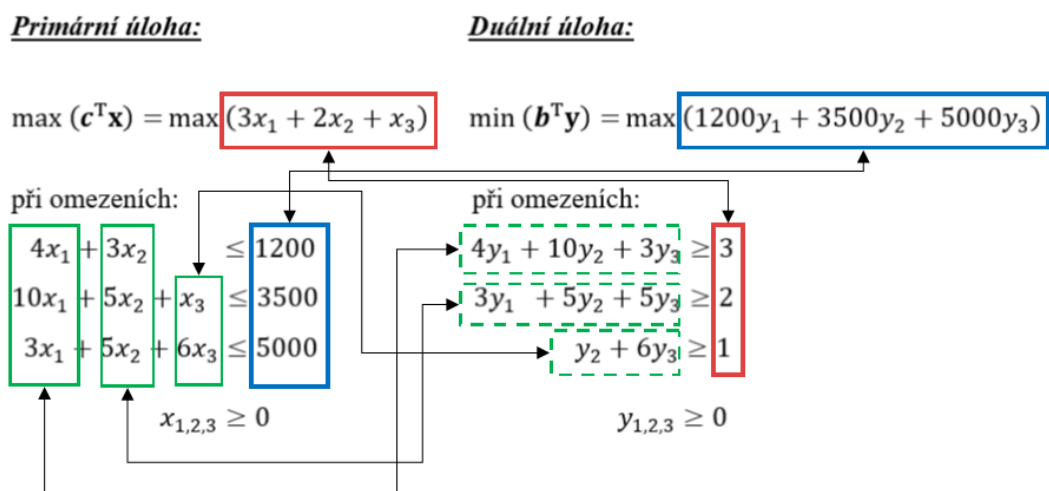 Primární úloha:
max (cᵀx) = max(3x₁ + 2x₂ + x₃)
při omezeních:
4x₁ + 3x₂ ≤ 1200
10x₁ + 5x₂ + x₃ ≤ 3500
3x₁ + 5x₂ + 6x₃ ≤ 5000
x₁,₂,₃ ≥ 0
Duální úloha:
min (bᵀy) = max(1200y₁ + 3500y₂ + 5000y₃)
při omezeních:
4y₁ + 10y₂ + 3y₃ ≥ 3
3y₁ + 5y₂ + 5y₃ ≥ 2
y₂ + 6y₃ ≥ 1
y₁,₂,₃ ≥ 0